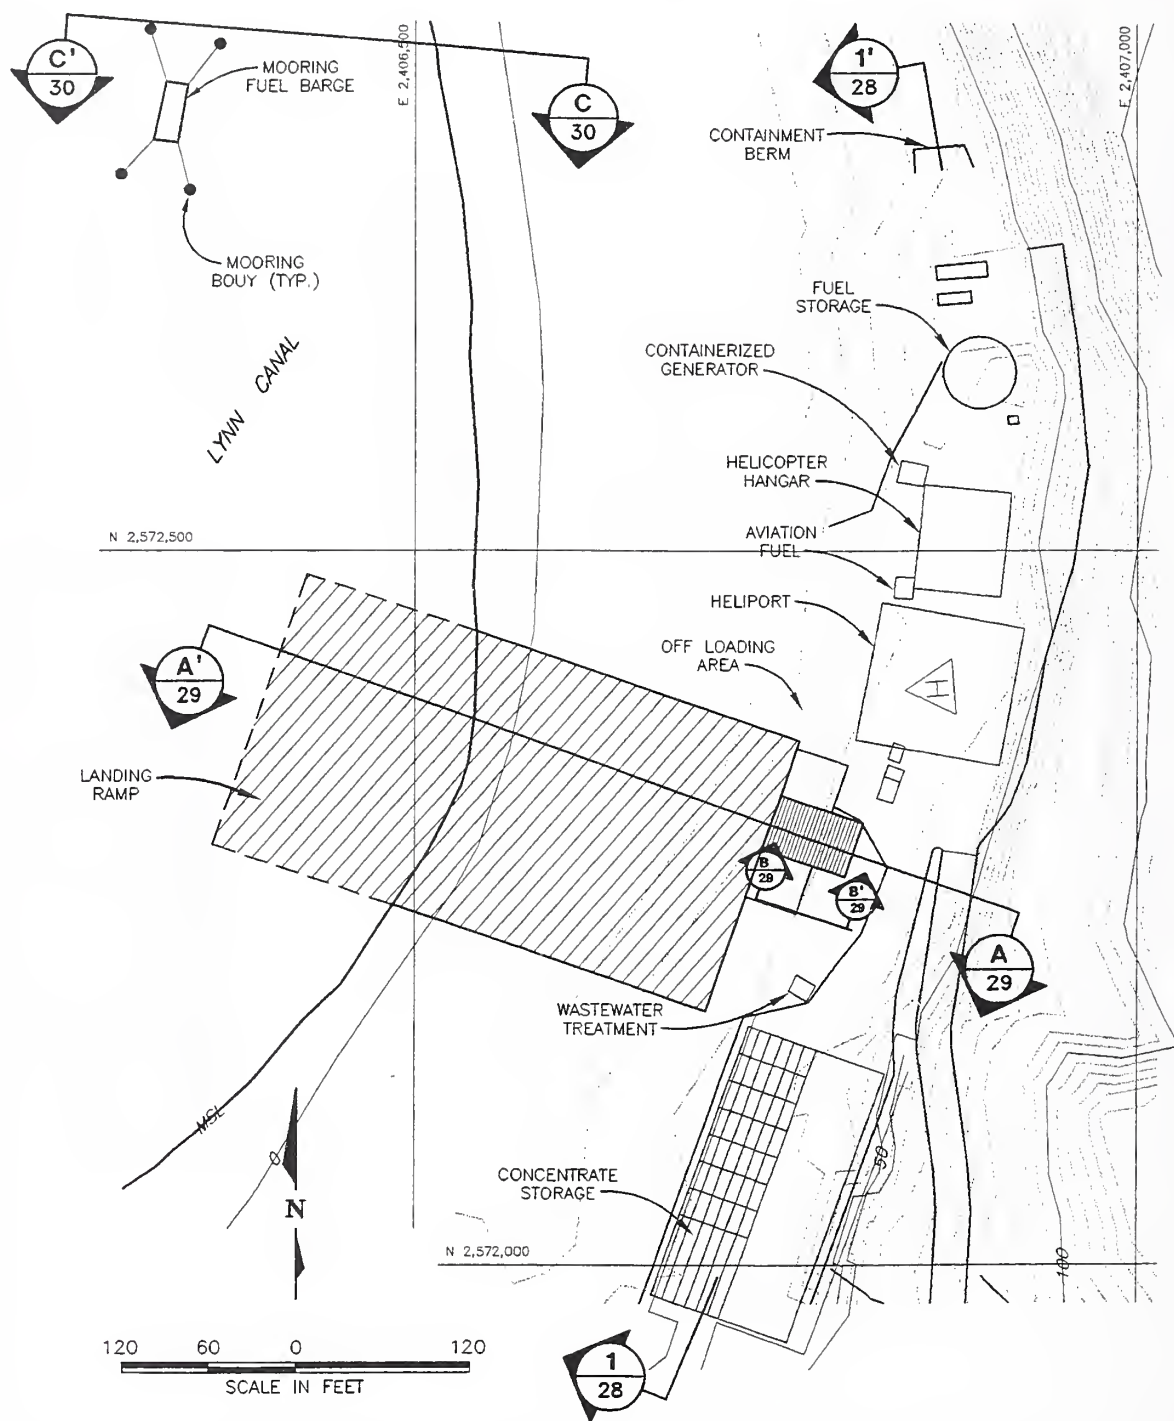 C'
30
MOORING
FUEL BARGE
E 2,406,500
C
30
1'
28
CONTAINMENT
BERM
E 2,407,000
MOORING
BOUY (TYP.)
LYNN CANAL
FUEL
STORAGE
CONTAINERIZED
GENERATOR
HELICOPTER
HANGAR
N 2,572,500
AVIATION
FUEL
HELIPORT
H
OFF LOADING
AREA
A'
29
LANDING
RAMP
B
29
B'
29
A
29
WASTEWATER
TREATMENT
MSL
0
50
N
CONCENTRATE
STORAGE
N 2,572,000
100
120 60 0 120
SCALE IN FEET
1
28